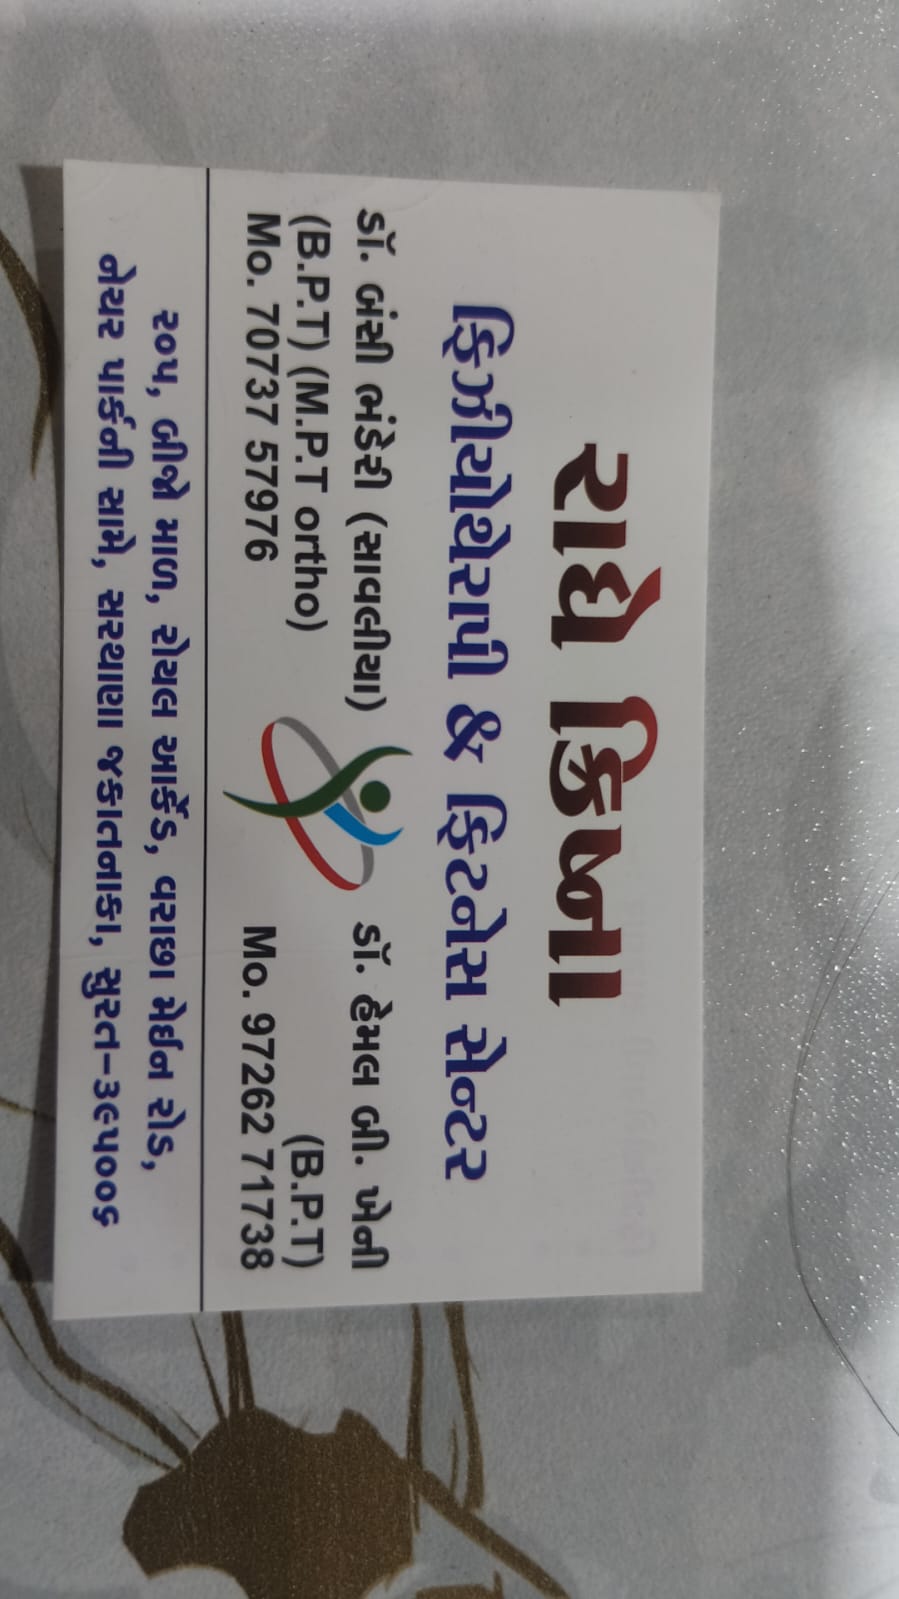 રાધે ક્રિષ્ના
ફિઝીયોથેરાપી & ફિટનેસ સેન્ટર
ડૉ. બંસી ભંડેરી (સાવલીયા)
(B.P.T) (M.P.T ortho)
Mo. 70737 57976
ડૉ. હેમલ બી. ખેની
(B.P.T)
Mo. 97262 71738
૨૦૫, બીજો માળ, રોયલ આર્કેડ, વરાછા મેઈન રોડ,
નેચર પાર્કની સામે, સરથાણા જકાતનાકા, સુરત-૩૯૫૦૦૬